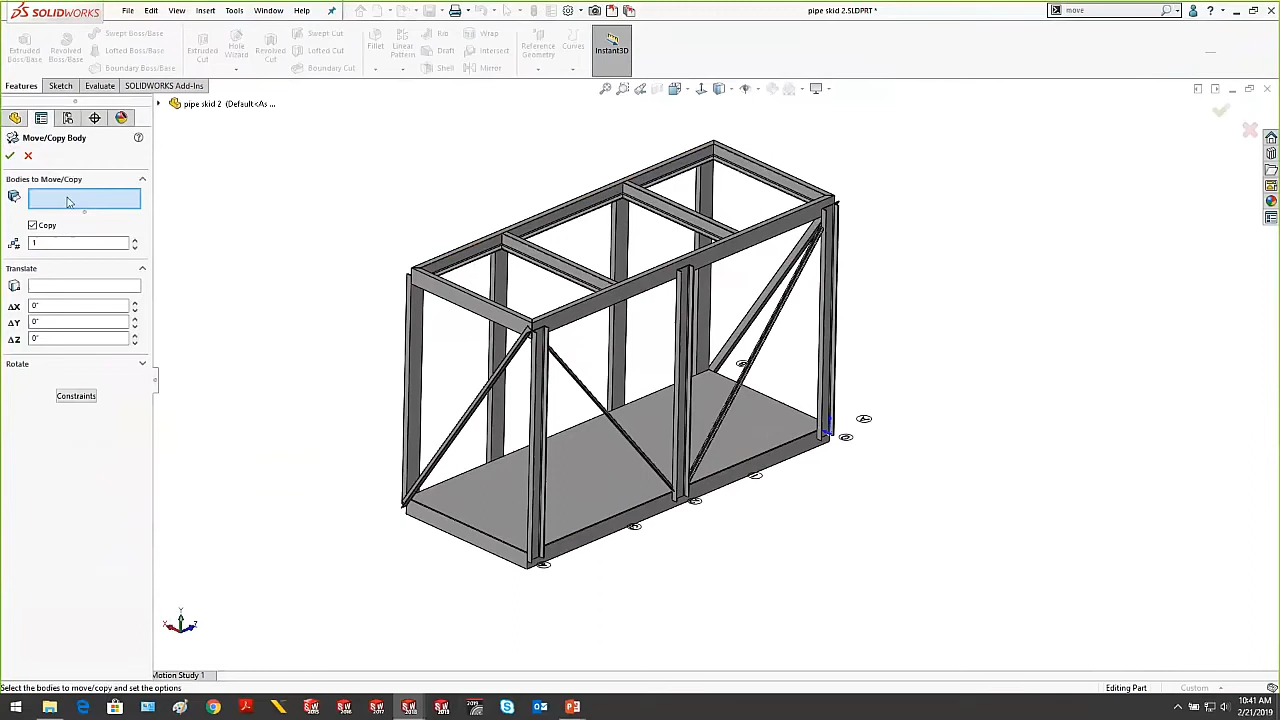 SOLIDWORKS File Edit View Insert Tools Window Help pipe skid 2.SLDPRT * move
Extruded Boss/Base
Revolved Boss/Base
Swept Boss/Base
Lofted Boss/Base
Boundary Boss/Base
Extruded Cut
Hole Wizard
Revolved Cut
Swept Cut
Lofted Cut
Boundary Cut
Fillet
Linear Pattern
Rib
Draft
Shell
Wrap
Intersect
Mirror
Reference Geometry
Curves
Instant3D
Features Sketch Evaluate SOLIDWORKS Add-Ins
pipe skid 2 (Default<As ...
Move/Copy Body
Bodies to Move/Copy
Copy
1
Translate
ΔX 0"
ΔY 0"
ΔZ 0"
Rotate
Constraints
Y
X Z
Motion Study 1
Select the bodies to move/copy and set the options Editing Part Custom
10:41 AM
2/21/2019